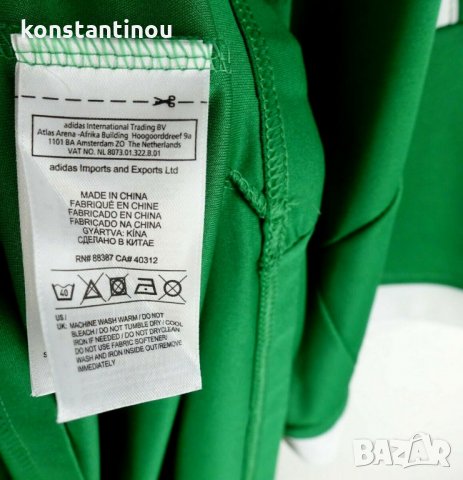 konstantinou
adidas International Trading BV
Atlas Arena -Afrika Building Hoogoorddreef 9a
1101 BA Amsterdam ZO The Netherlands
VAT NO. NL 8073.01.322.B.01
adidas Imports and Exports Ltd
MADE IN CHINA
FABRIQUÉ EN CHINE
FABRICADO EN CHINA
FABRICADO NA CHINA
GYÁRTVA: KÍNA
СДЕЛАНО В КИТАЕ
RN# 88387 CA# 40312
40
US /
UK: MACHINE WASH WARM / DO NOT
BLEACH / DO NOT TUMBLE DRY / COOL
IRON IF NEEDED / DO NOT DRYCLEAN
DO NOT USE FABRIC SOFTENER/
WASH AND IRON INSIDE OUT/REMOVE
IMMEDIATELY
BAZAR